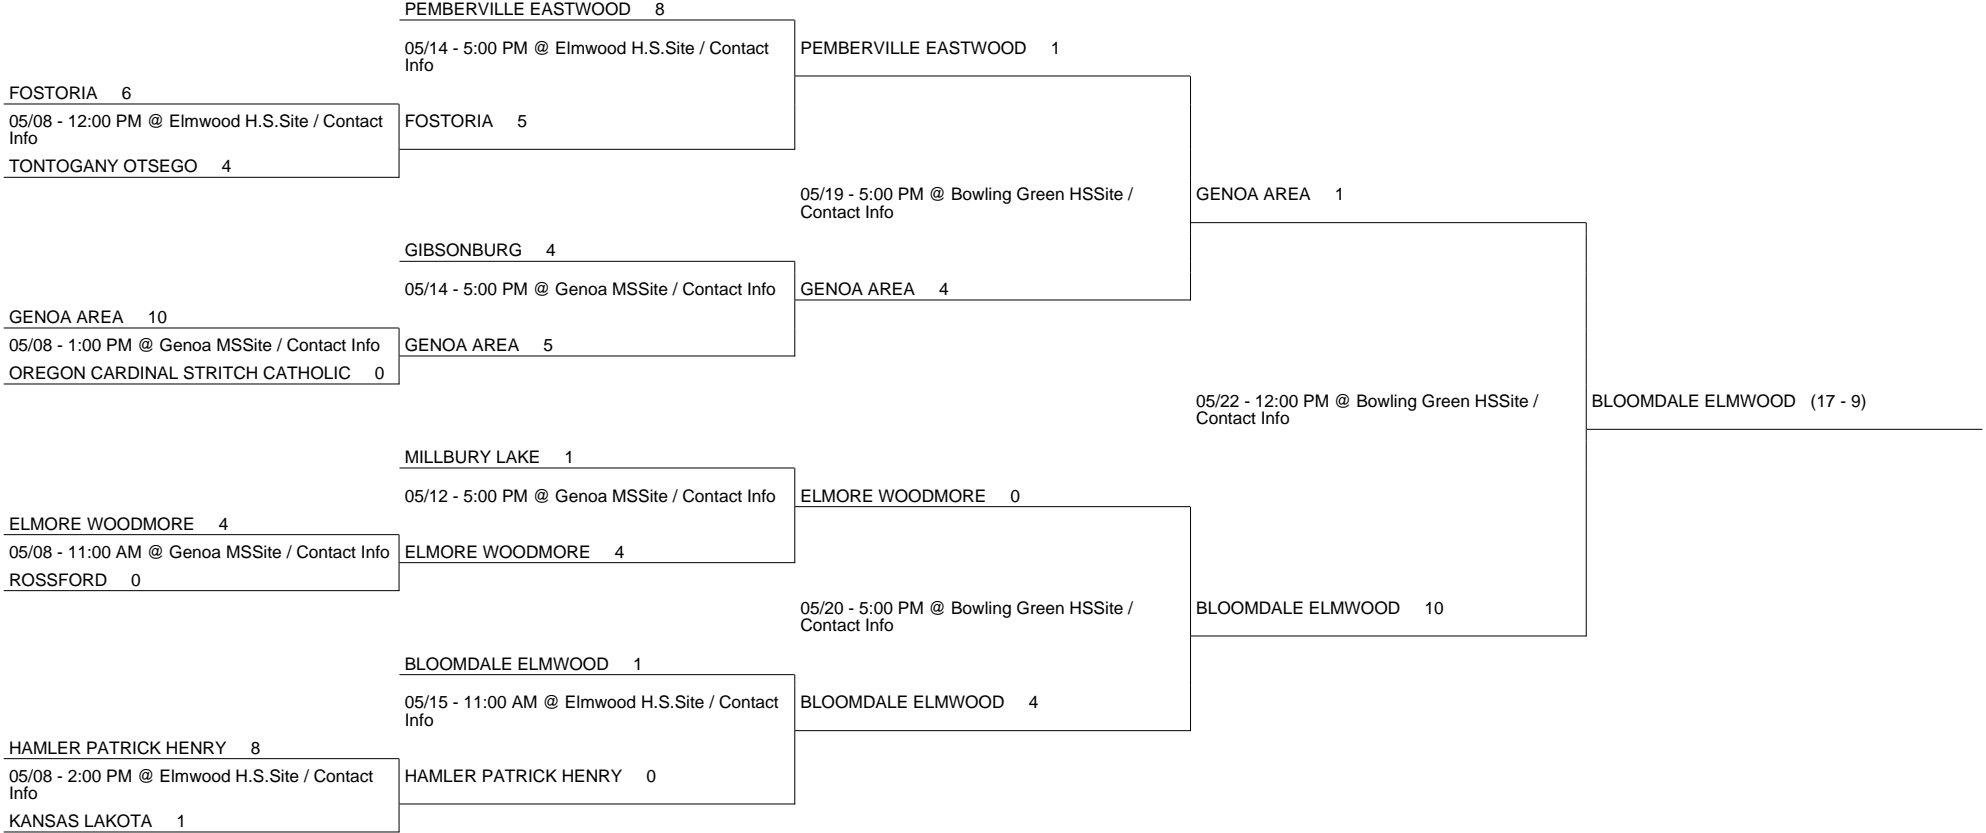 PEMBERVILLE EASTWOOD 8
05/14 - 5:00 PM @ Elmwood H.S.Site / Contact
Info
PEMBERVILLE EASTWOOD 1
FOSTORIA 6
05/08 - 12:00 PM @ Elmwood H.S.Site / Contact
Info
FOSTORIA 5
TONTOGANY OTSEGO 4
05/19 - 5:00 PM @ Bowling Green HSSite /
Contact Info
GENOA AREA 1
GIBSONBURG 4
05/14 - 5:00 PM @ Genoa MSSite / Contact Info
GENOA AREA 4
GENOA AREA 10
05/08 - 1:00 PM @ Genoa MSSite / Contact Info
GENOA AREA 5
OREGON CARDINAL STRITCH CATHOLIC 0
05/22 - 12:00 PM @ Bowling Green HSSite /
Contact Info
BLOOMDALE ELMWOOD (17 - 9)
MILLBURY LAKE 1
05/12 - 5:00 PM @ Genoa MSSite / Contact Info
ELMORE WOODMORE 0
ELMORE WOODMORE 4
05/08 - 11:00 AM @ Genoa MSSite / Contact Info
ELMORE WOODMORE 4
ROSSFORD 0
05/20 - 5:00 PM @ Bowling Green HSSite /
Contact Info
BLOOMDALE ELMWOOD 10
BLOOMDALE ELMWOOD 1
05/15 - 11:00 AM @ Elmwood H.S.Site / Contact
Info
BLOOMDALE ELMWOOD 4
HAMLER PATRICK HENRY 8
05/08 - 2:00 PM @ Elmwood H.S.Site / Contact
Info
HAMLER PATRICK HENRY 0
KANSAS LAKOTA 1